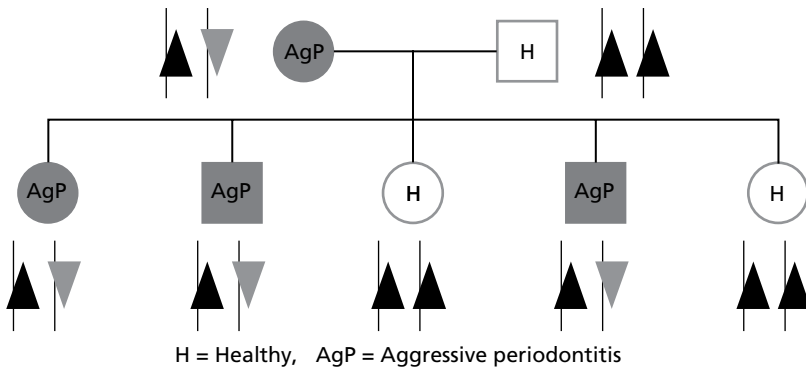 AgP H
AgP AgP H AgP H
H = Healthy, AgP = Aggressive periodontitis